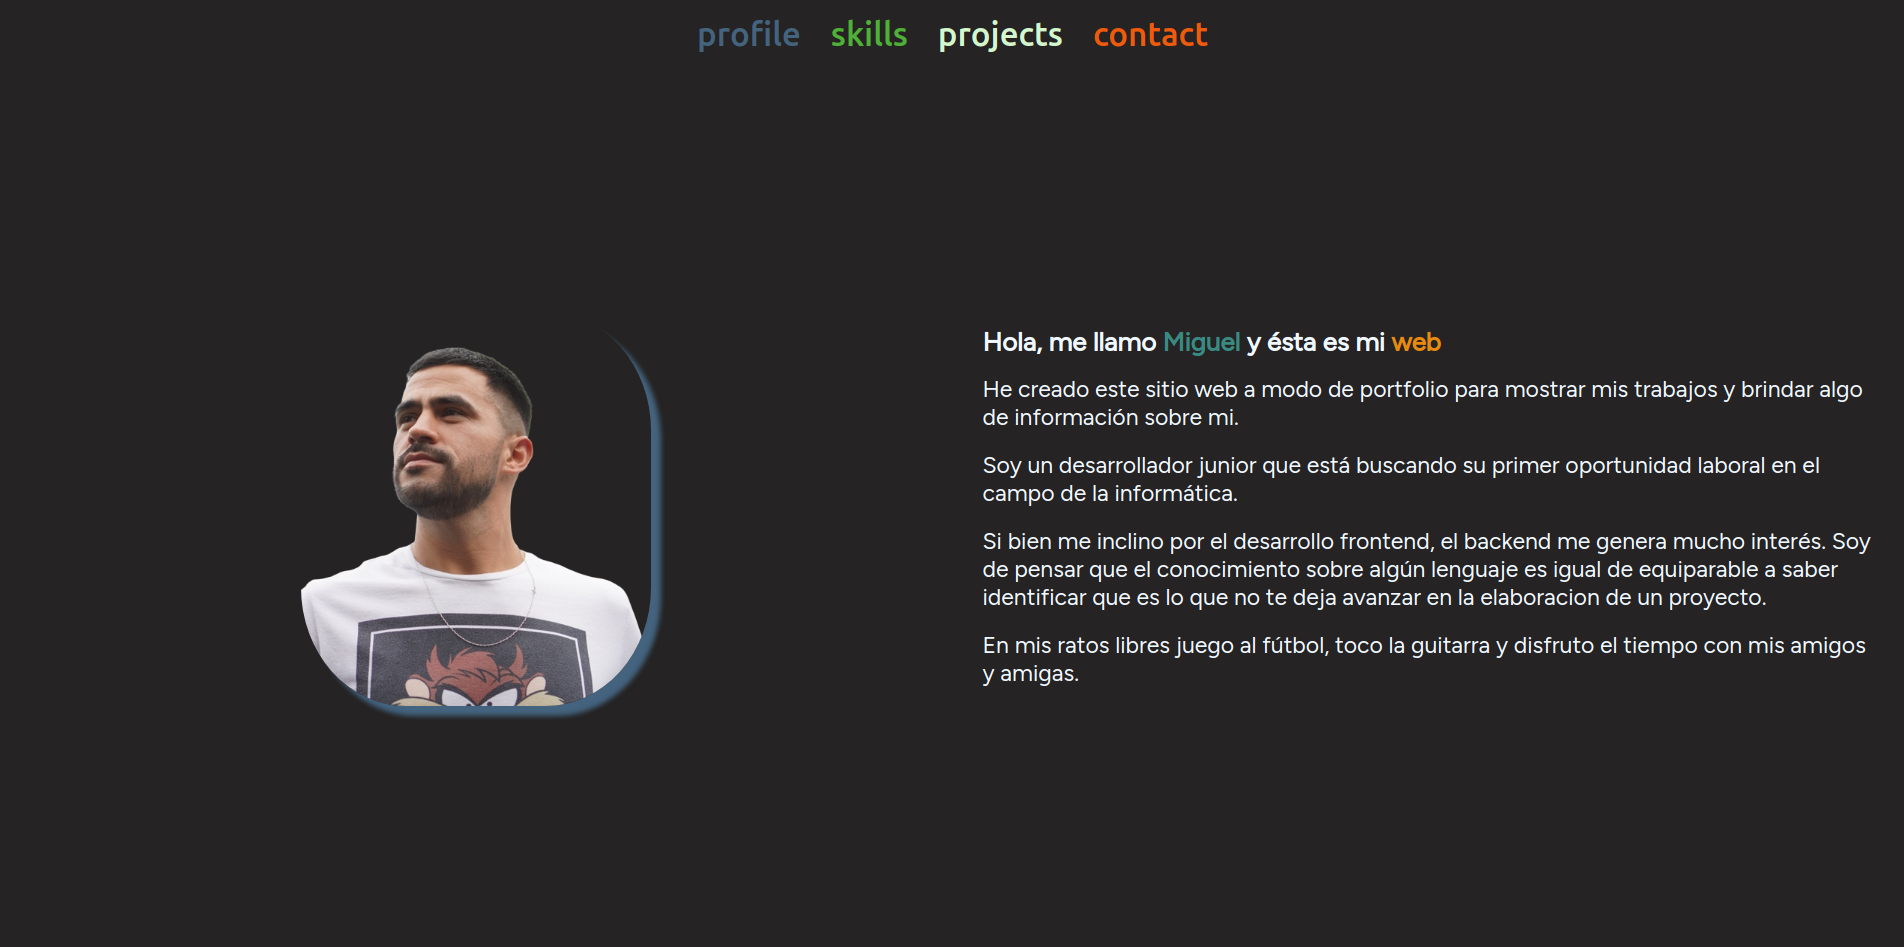 profile skills projects contact
Hola, me llamo Miguel y ésta es mi web
He creado este sitio web a modo de portfolio para mostrar mis trabajos y brindar algo
de información sobre mi.
Soy un desarrollador junior que está buscando su primer oportunidad laboral en el
campo de la informática.
Si bien me inclino por el desarrollo frontend, el backend me genera mucho interés. Soy
de pensar que el conocimiento sobre algún lenguaje es igual de equiparable a saber
identificar que es lo que no te deja avanzar en la elaboracion de un proyecto.
En mis ratos libres juego al fútbol, toco la guitarra y disfruto el tiempo con mis amigos
y amigas.